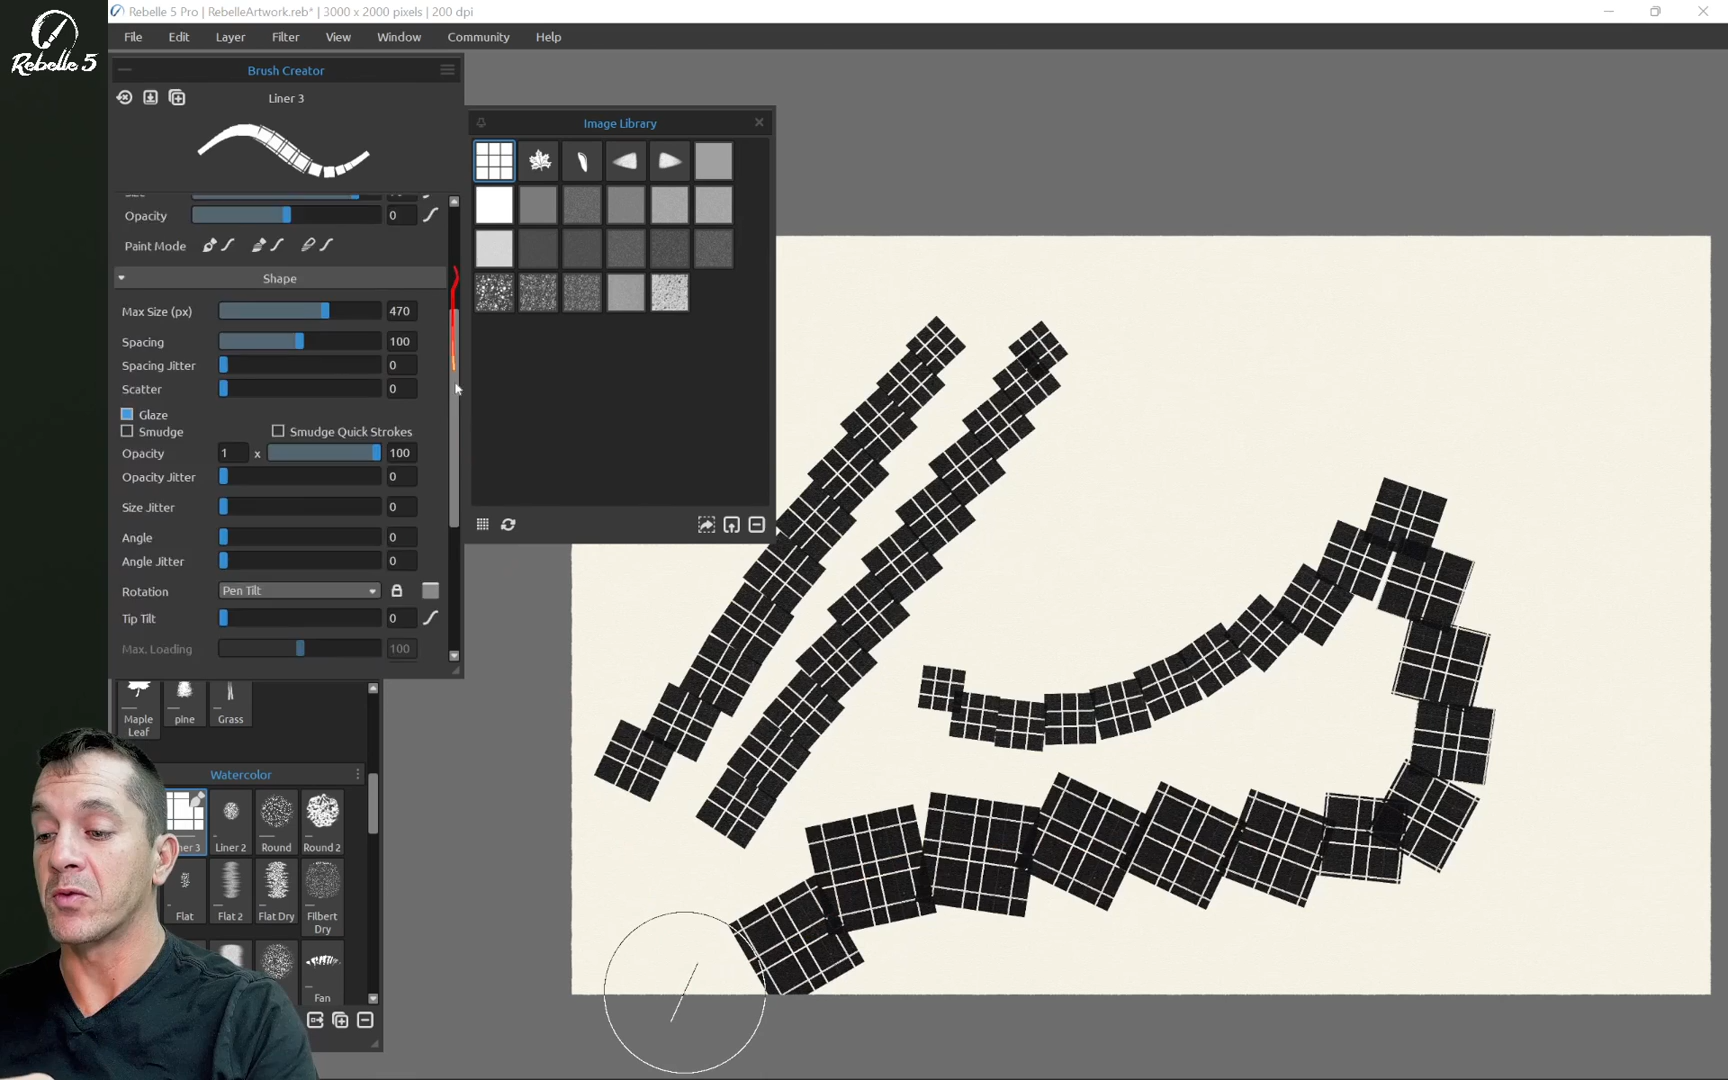 Rebelle 5
Rebelle 5 Pro | RebelleArtwork.reb* | 3000 x 2000 pixels | 200 dpi
File Edit Layer Filter View Window Community Help
Brush Creator
Liner 3
Opacity 0
Paint Mode
Shape
Max Size (px) 470
Spacing 100
Spacing Jitter 0
Scatter 0
Glaze
Smudge Smudge Quick Strokes
Opacity 1 x 100
Opacity Jitter 0
Size Jitter 0
Angle 0
Angle Jitter 0
Rotation Pen Tilt
Tip Tilt 0
Max. Loading 100
Image Library
Maple Leaf
pine
Grass
Watercolor
Liner 2 Round Round 2
Flat Flat 2 Flat Dry Filbert Dry
Fan